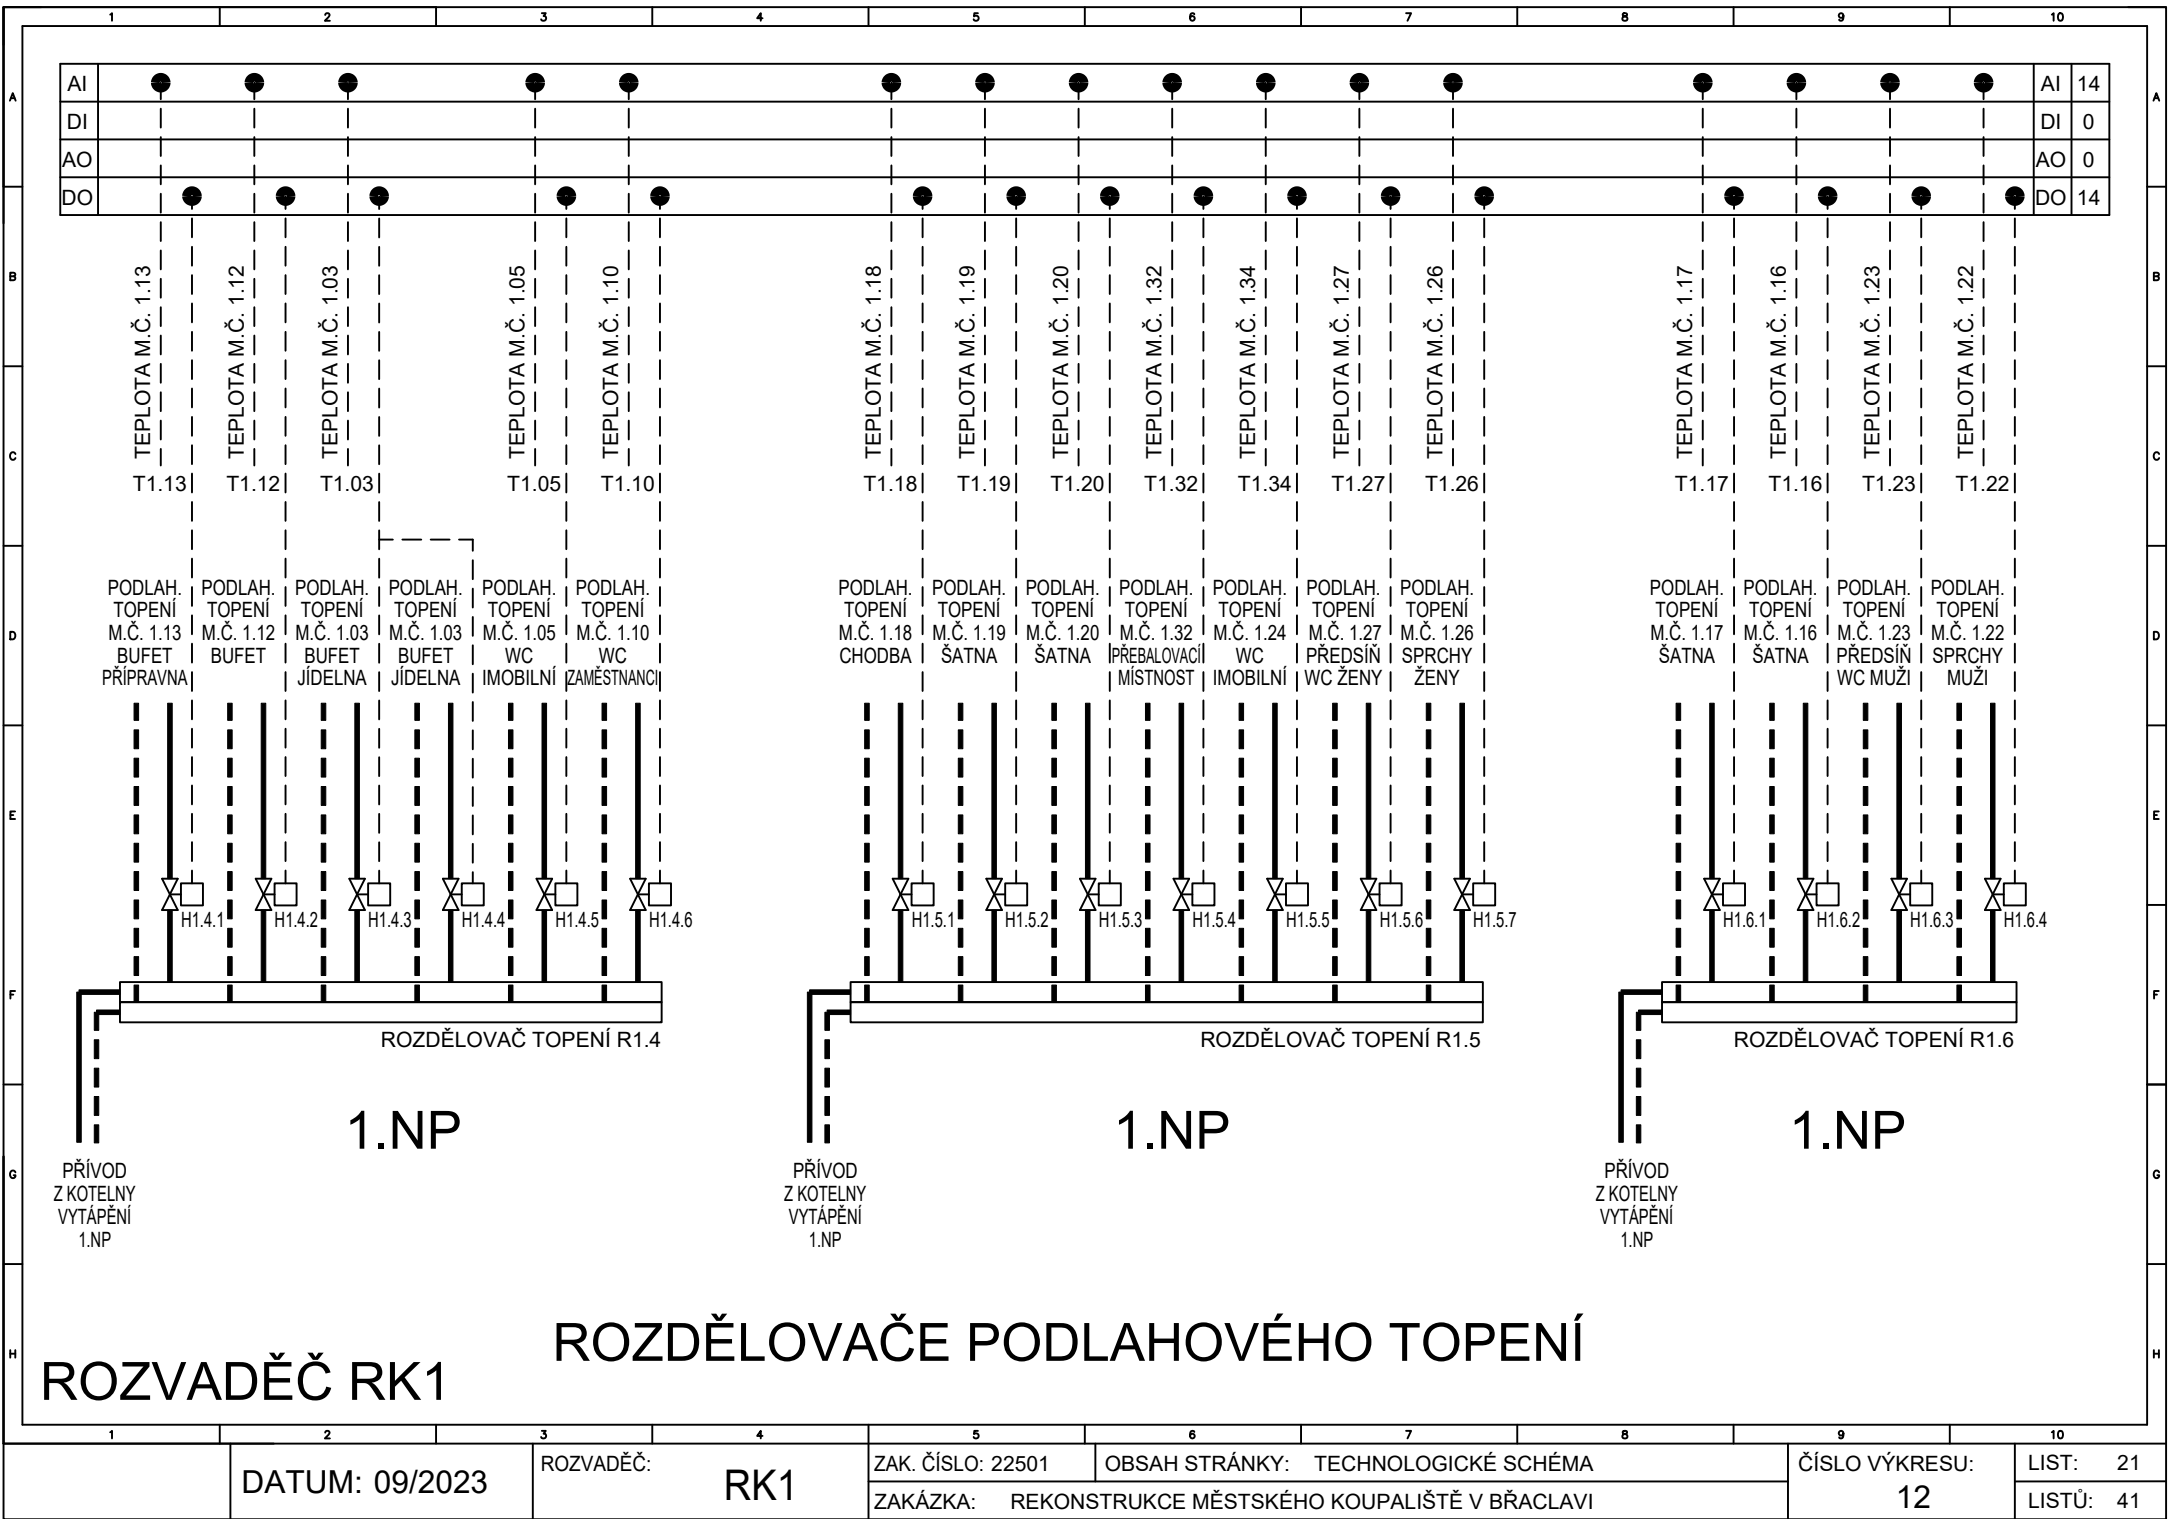 1 2 3 4 5 6 7 8 9 10
A
B
C
D
E
F
G
H
A
B
C
D
E
F
G
H
AI AI 14
DI DI 0
AO AO 0
DO DO 14
TEPLOTA M.Č. 1.13
TEPLOTA M.Č. 1.12
TEPLOTA M.Č. 1.03
TEPLOTA M.Č. 1.05
TEPLOTA M.Č. 1.10
TEPLOTA M.Č. 1.18
TEPLOTA M.Č. 1.19
TEPLOTA M.Č. 1.20
TEPLOTA M.Č. 1.32
TEPLOTA M.Č. 1.34
TEPLOTA M.Č. 1.27
TEPLOTA M.Č. 1.26
TEPLOTA M.Č. 1.17
TEPLOTA M.Č. 1.16
TEPLOTA M.Č. 1.23
TEPLOTA M.Č. 1.22
T1.13 T1.12 T1.03 T1.05 T1.10 T1.18 T1.19 T1.20 T1.32 T1.34 T1.27 T1.26 T1.17 T1.16 T1.23 T1.22
PODLAH.
TOPENÍ
M.Č. 1.13
BUFET
PŘÍPRAVNA
PODLAH.
TOPENÍ
M.Č. 1.12
BUFET
PODLAH.
TOPENÍ
M.Č. 1.03
BUFET
JÍDELNA
PODLAH.
TOPENÍ
M.Č. 1.03
BUFET
JÍDELNA
PODLAH.
TOPENÍ
M.Č. 1.05
WC
IMOBILNÍ
PODLAH.
TOPENÍ
M.Č. 1.10
WC
ZAMĚSTNANCI
PODLAH.
TOPENÍ
M.Č. 1.18
CHODBA
PODLAH.
TOPENÍ
M.Č. 1.19
ŠATNA
PODLAH.
TOPENÍ
M.Č. 1.20
ŠATNA
PODLAH.
TOPENÍ
M.Č. 1.32
PŘEBALOVACÍ
MÍSTNOST
PODLAH.
TOPENÍ
M.Č. 1.24
WC
IMOBILNÍ
PODLAH.
TOPENÍ
M.Č. 1.27
PŘEDSÍŇ
WC ŽENY
PODLAH.
TOPENÍ
M.Č. 1.26
SPRCHY
ŽENY
PODLAH.
TOPENÍ
M.Č. 1.17
ŠATNA
PODLAH.
TOPENÍ
M.Č. 1.16
ŠATNA
PODLAH.
TOPENÍ
M.Č. 1.23
PŘEDSÍŇ
WC MUŽI
PODLAH.
TOPENÍ
M.Č. 1.22
SPRCHY
MUŽI
H1.4.1 H1.4.2 H1.4.3 H1.4.4 H1.4.5 H1.4.6 H1.5.1 H1.5.2 H1.5.3 H1.5.4 H1.5.5 H1.5.6 H1.5.7 H1.6.1 H1.6.2 H1.6.3 H1.6.4
ROZDĚLOVAČ TOPENÍ R1.4
ROZDĚLOVAČ TOPENÍ R1.5
ROZDĚLOVAČ TOPENÍ R1.6
1.NP
1.NP
1.NP
PŘÍVOD
Z KOTELNY
VYTÁPĚNÍ
1.NP
PŘÍVOD
Z KOTELNY
VYTÁPĚNÍ
1.NP
PŘÍVOD
Z KOTELNY
VYTÁPĚNÍ
1.NP
ROZDĚLOVAČE PODLAHOVÉHO TOPENÍ
ROZVADĚČ RK1
1 2 3 4 5 6 7 8 9 10
DATUM: 09/2023
ROZVADĚČ:
RK1
ZAK. ČÍSLO: 22501
OBSAH STRÁNKY: TECHNOLOGICKÉ SCHÉMA
ZAKÁZKA: REKONSTRUKCE MĚSTSKÉHO KOUPALIŠTĚ V BŘACLAVI
ČÍSLO VÝKRESU:
12
LIST: 21
LISTŮ: 41